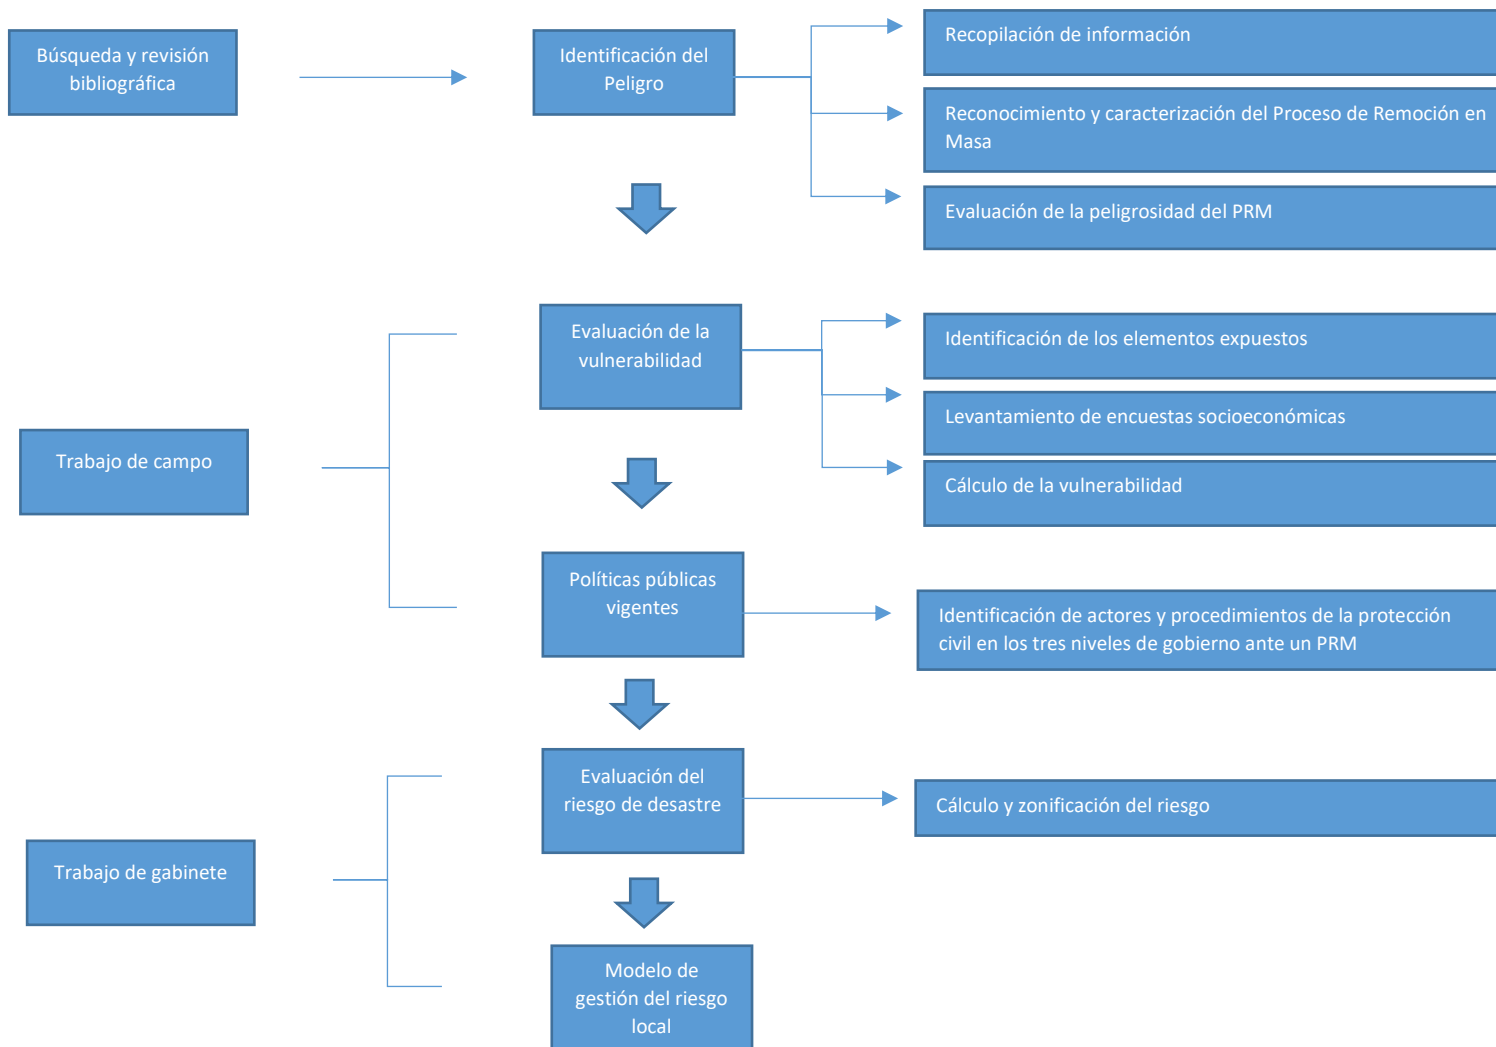 Búsqueda y revisión
bibliográfica
Identificación del
Peligro
Recopilación de información
Reconocimiento y caracterización del Proceso de Remoción en
Masa
Evaluación de la peligrosidad del PRM
Trabajo de campo
Evaluación de la
vulnerabilidad
Identificación de los elementos expuestos
Levantamiento de encuestas socioeconómicas
Cálculo de la vulnerabilidad
Políticas públicas
vigentes
Identificación de actores y procedimientos de la protección
civil en los tres niveles de gobierno ante un PRM
Trabajo de gabinete
Evaluación del
riesgo de desastre
Cálculo y zonificación del riesgo
Modelo de
gestión del riesgo
local